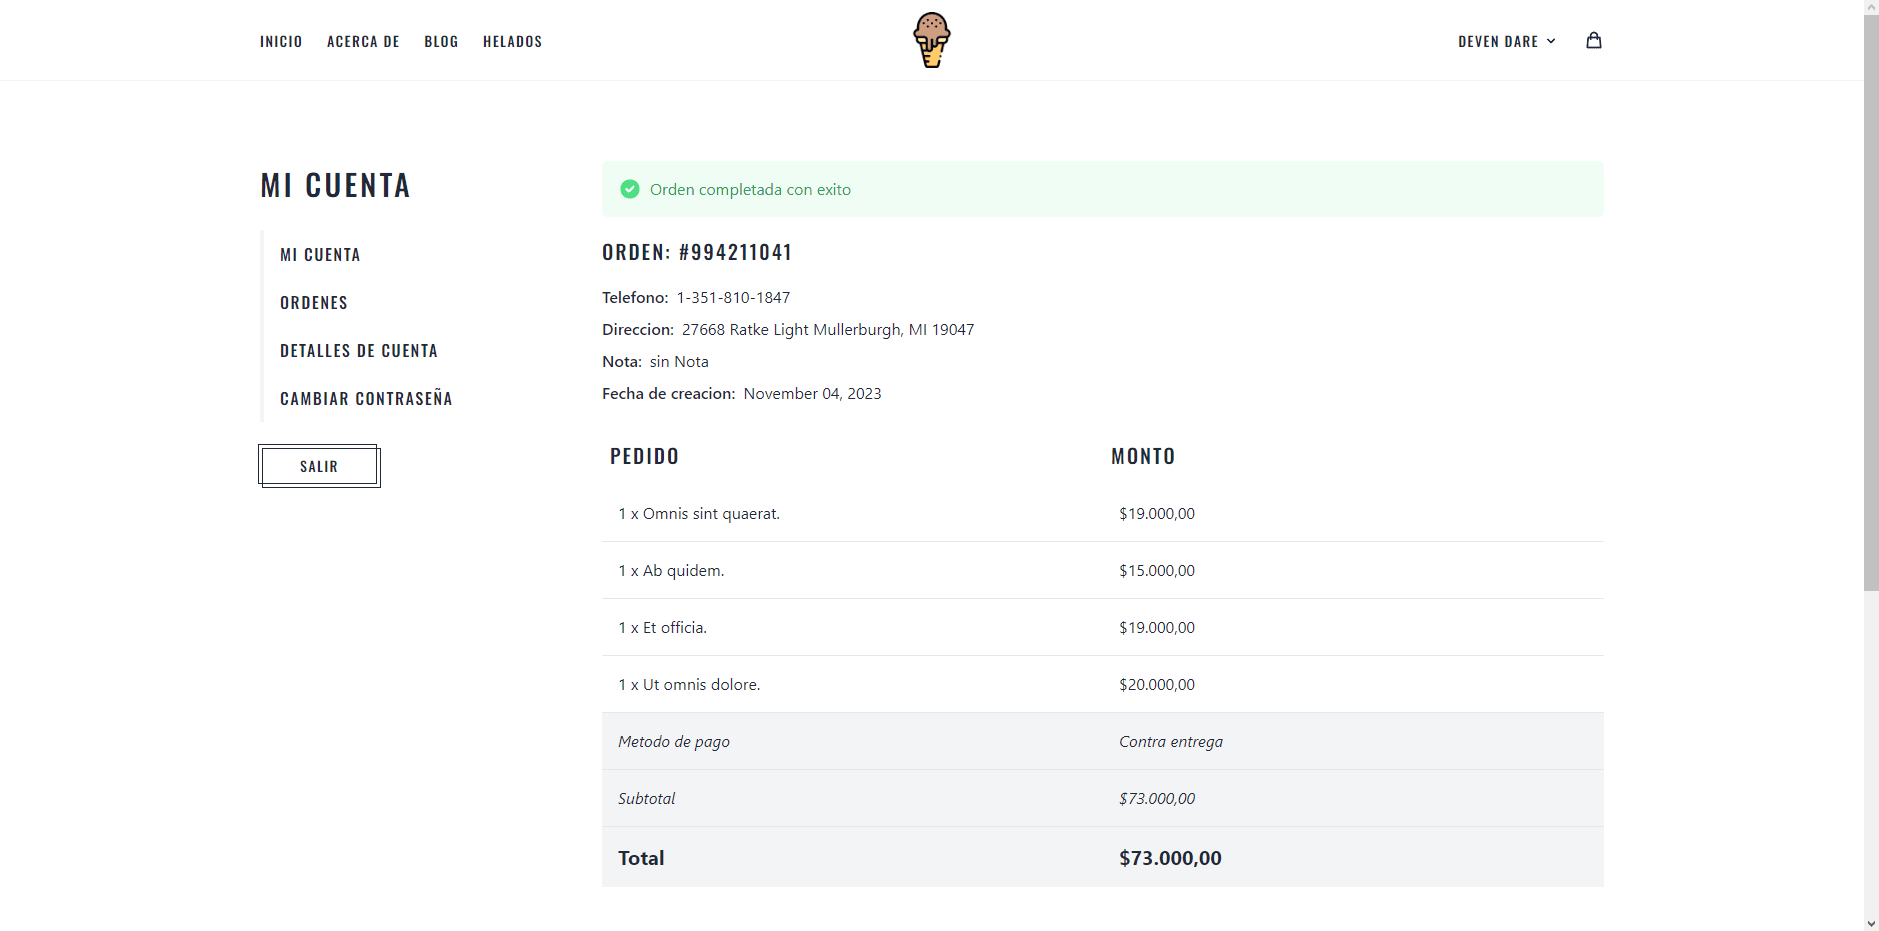 INICIO ACERCA DE BLOG HELADOS DEVEN DARE
MI CUENTA
MI CUENTA
ORDENES
DETALLES DE CUENTA
CAMBIAR CONTRASEÑA
SALIR
Orden completada con exito
ORDEN: #994211041
Telefono: 1-351-810-1847
Direccion: 27668 Ratke Light Mullerburgh, MI 19047
Nota: sin Nota
Fecha de creacion: November 04, 2023
PEDIDO MONTO
1 x Omnis sint quaerat. $19.000,00
1 x Ab quidem. $15.000,00
1 x Et officia. $19.000,00
1 x Ut omnis dolore. $20.000,00
Metodo de pago Contra entrega
Subtotal $73.000,00
Total $73.000,00